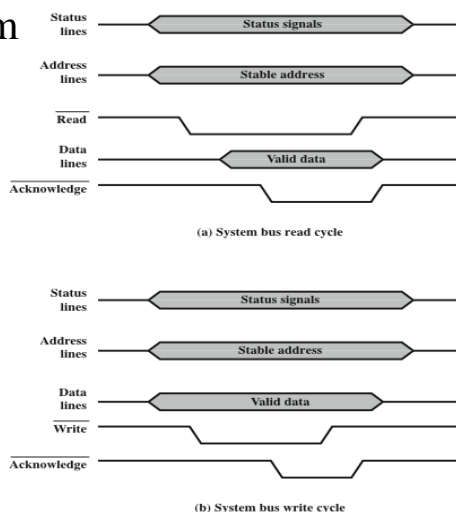 m
Status
lines
Status signals
Address
lines
Stable address
Read
Data
lines
Valid data
Acknowledge
(a) System bus read cycle
Status
lines
Status signals
Address
lines
Stable address
Data
lines
Valid data
Write
Acknowledge
(b) System bus write cycle